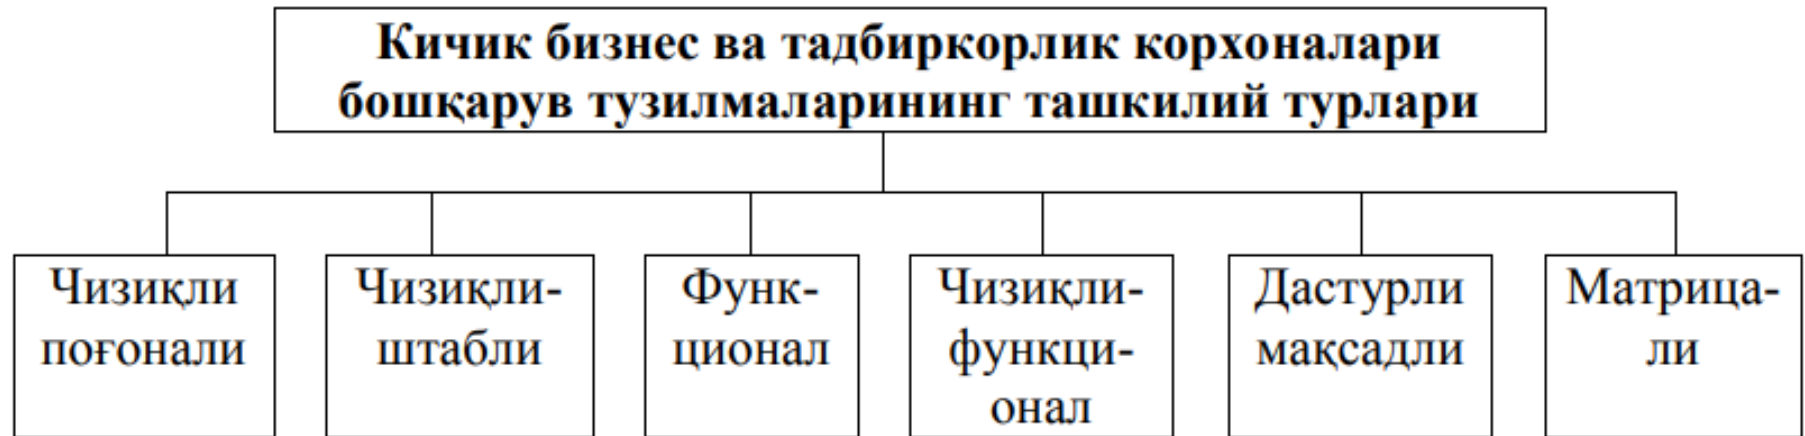 Кичик бизнес ва тадбиркорлик корхоналари
бошқарув тузилмаларининг ташкилий турлари
Чизиқли
поғонали
Чизиқли-
штабли
Функ-
ционал
Чизиқли-
функци-
онал
Дастурли
мақсадли
Матрица-
ли